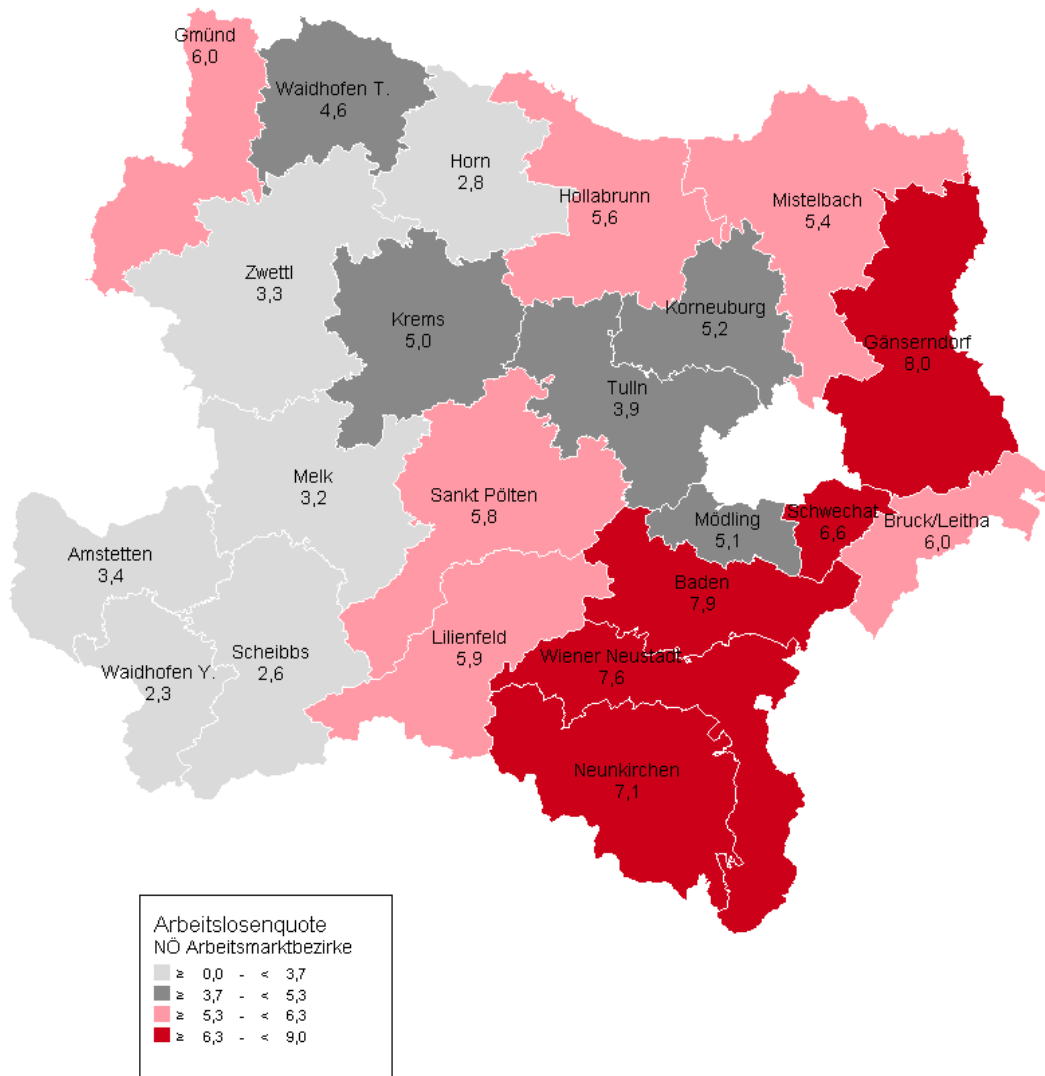 Gmünd
6,0
Waidhofen T.
4,6
Horn
2,8
Hollabrunn
5,6
Mistelbach
5,4
Zwettl
3,3
Krems
5,0
Korneuburg
5,2
Gänserndorf
8,0
Tulln
3,9
Melk
3,2
Sankt Pölten
5,8
Mödling
5,1
Schwechat
6,6
Bruck/Leitha
6,0
Amstetten
3,4
Baden
7,9
Scheibbs
2,6
Lilienfeld
5,9
Waidhofen Y.
2,3
Wiener Neustadt
7,6
Neunkirchen
7,1
Arbeitslosenquote
NÖ Arbeitsmarktbezirke
≥ 0,0 - < 3,7
≥ 3,7 - < 5,3
≥ 5,3 - < 6,3
≥ 6,3 - < 9,0